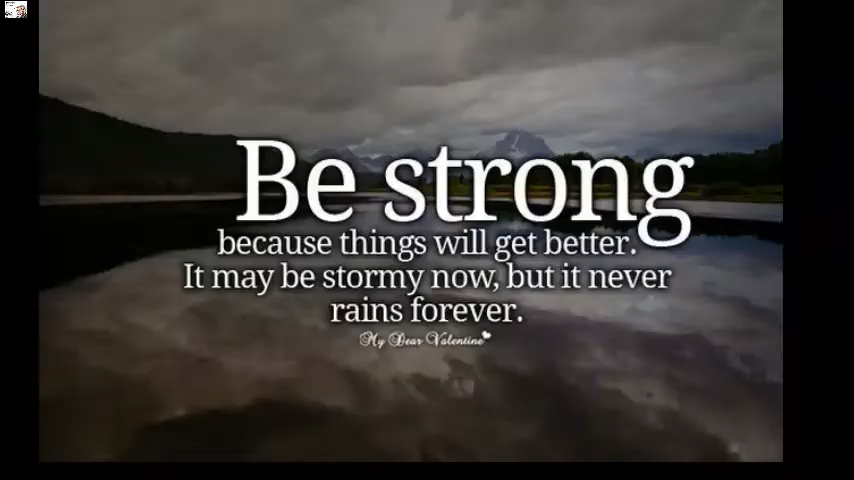 Be strong
because things will get better.
It may be stormy now, but it never
rains forever.
My Dear Valentine